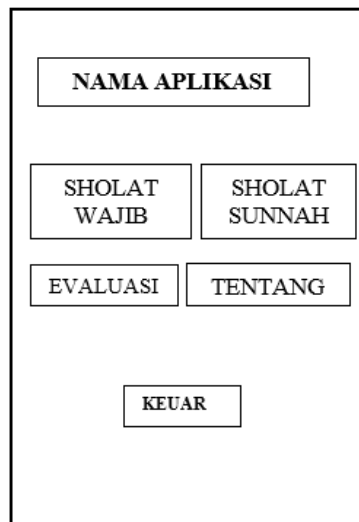 NAMA APLIKASI
SHOLAT
WAJIB
SHOLAT
SUNNAH
EVALUASI
TENTANG
KEUAR